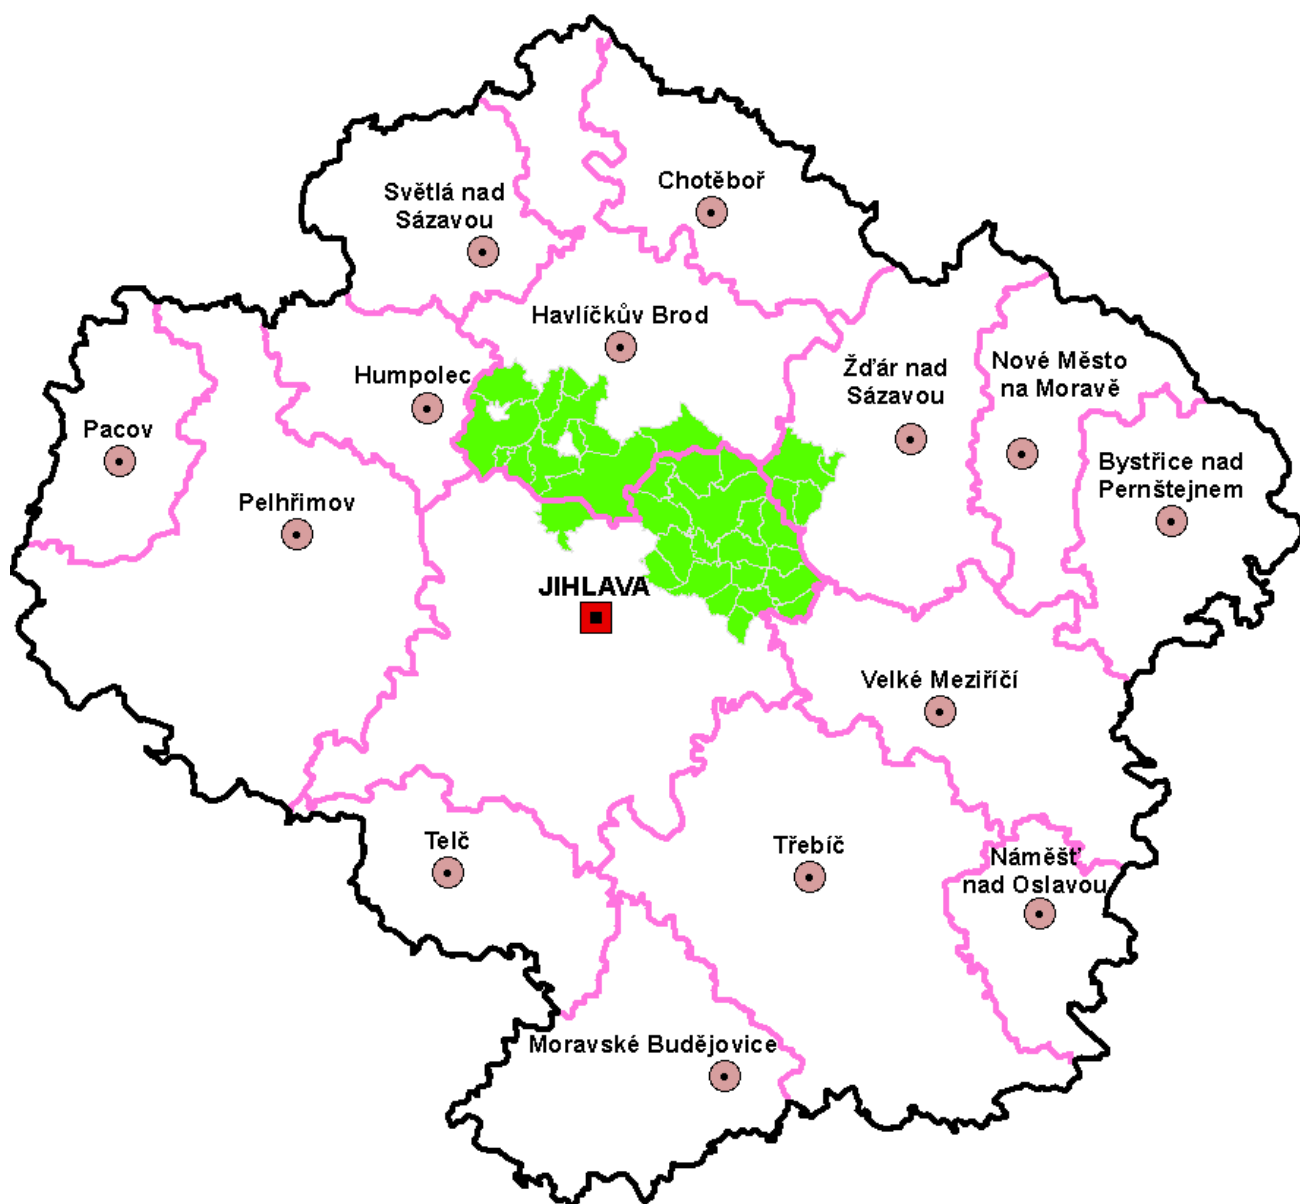 Chotěboř
Světlá nad
Sázavou
Havlíčkův Brod
Žďár nad
Sázavou
Nové Město
na Moravě
Humpolec
Pacov
Bystřice nad
Pernštejnem
Pelhřimov
JIHLAVA
Velké Meziříčí
Telč
Třebíč
Náměšť
nad Oslavou
Moravské Budějovice